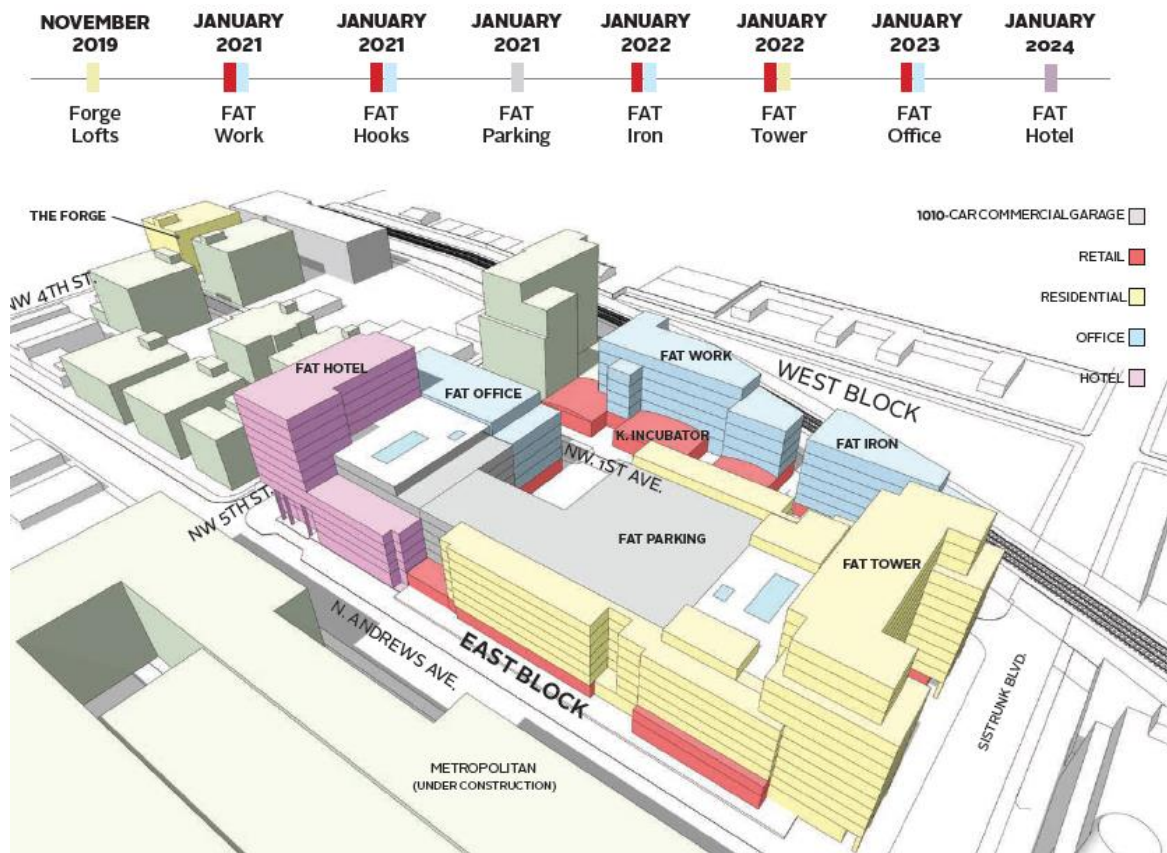 NOVEMBER 2019
JANUARY 2021
JANUARY 2021
JANUARY 2021
JANUARY 2022
JANUARY 2022
JANUARY 2023
JANUARY 2024
Forge Lofts
FAT Work
FAT Hooks
FAT Parking
FAT Iron
FAT Tower
FAT Office
FAT Hotel
THE FORGE
1010-CAR COMMERCIAL GARAGE
RETAIL
RESIDENTIAL
OFFICE
HOTEL
NW 4TH ST.
FAT HOTEL
FAT OFFICE
FAT WORK
WEST BLOCK
K. INCUBATOR
FAT IRON
NW. 1ST AVE.
NW 5TH ST.
FAT PARKING
FAT TOWER
N. ANDREWS AVE.
EAST BLOCK
SISTRUNK BLVD.
METROPOLITAN
(UNDER CONSTRUCTION)